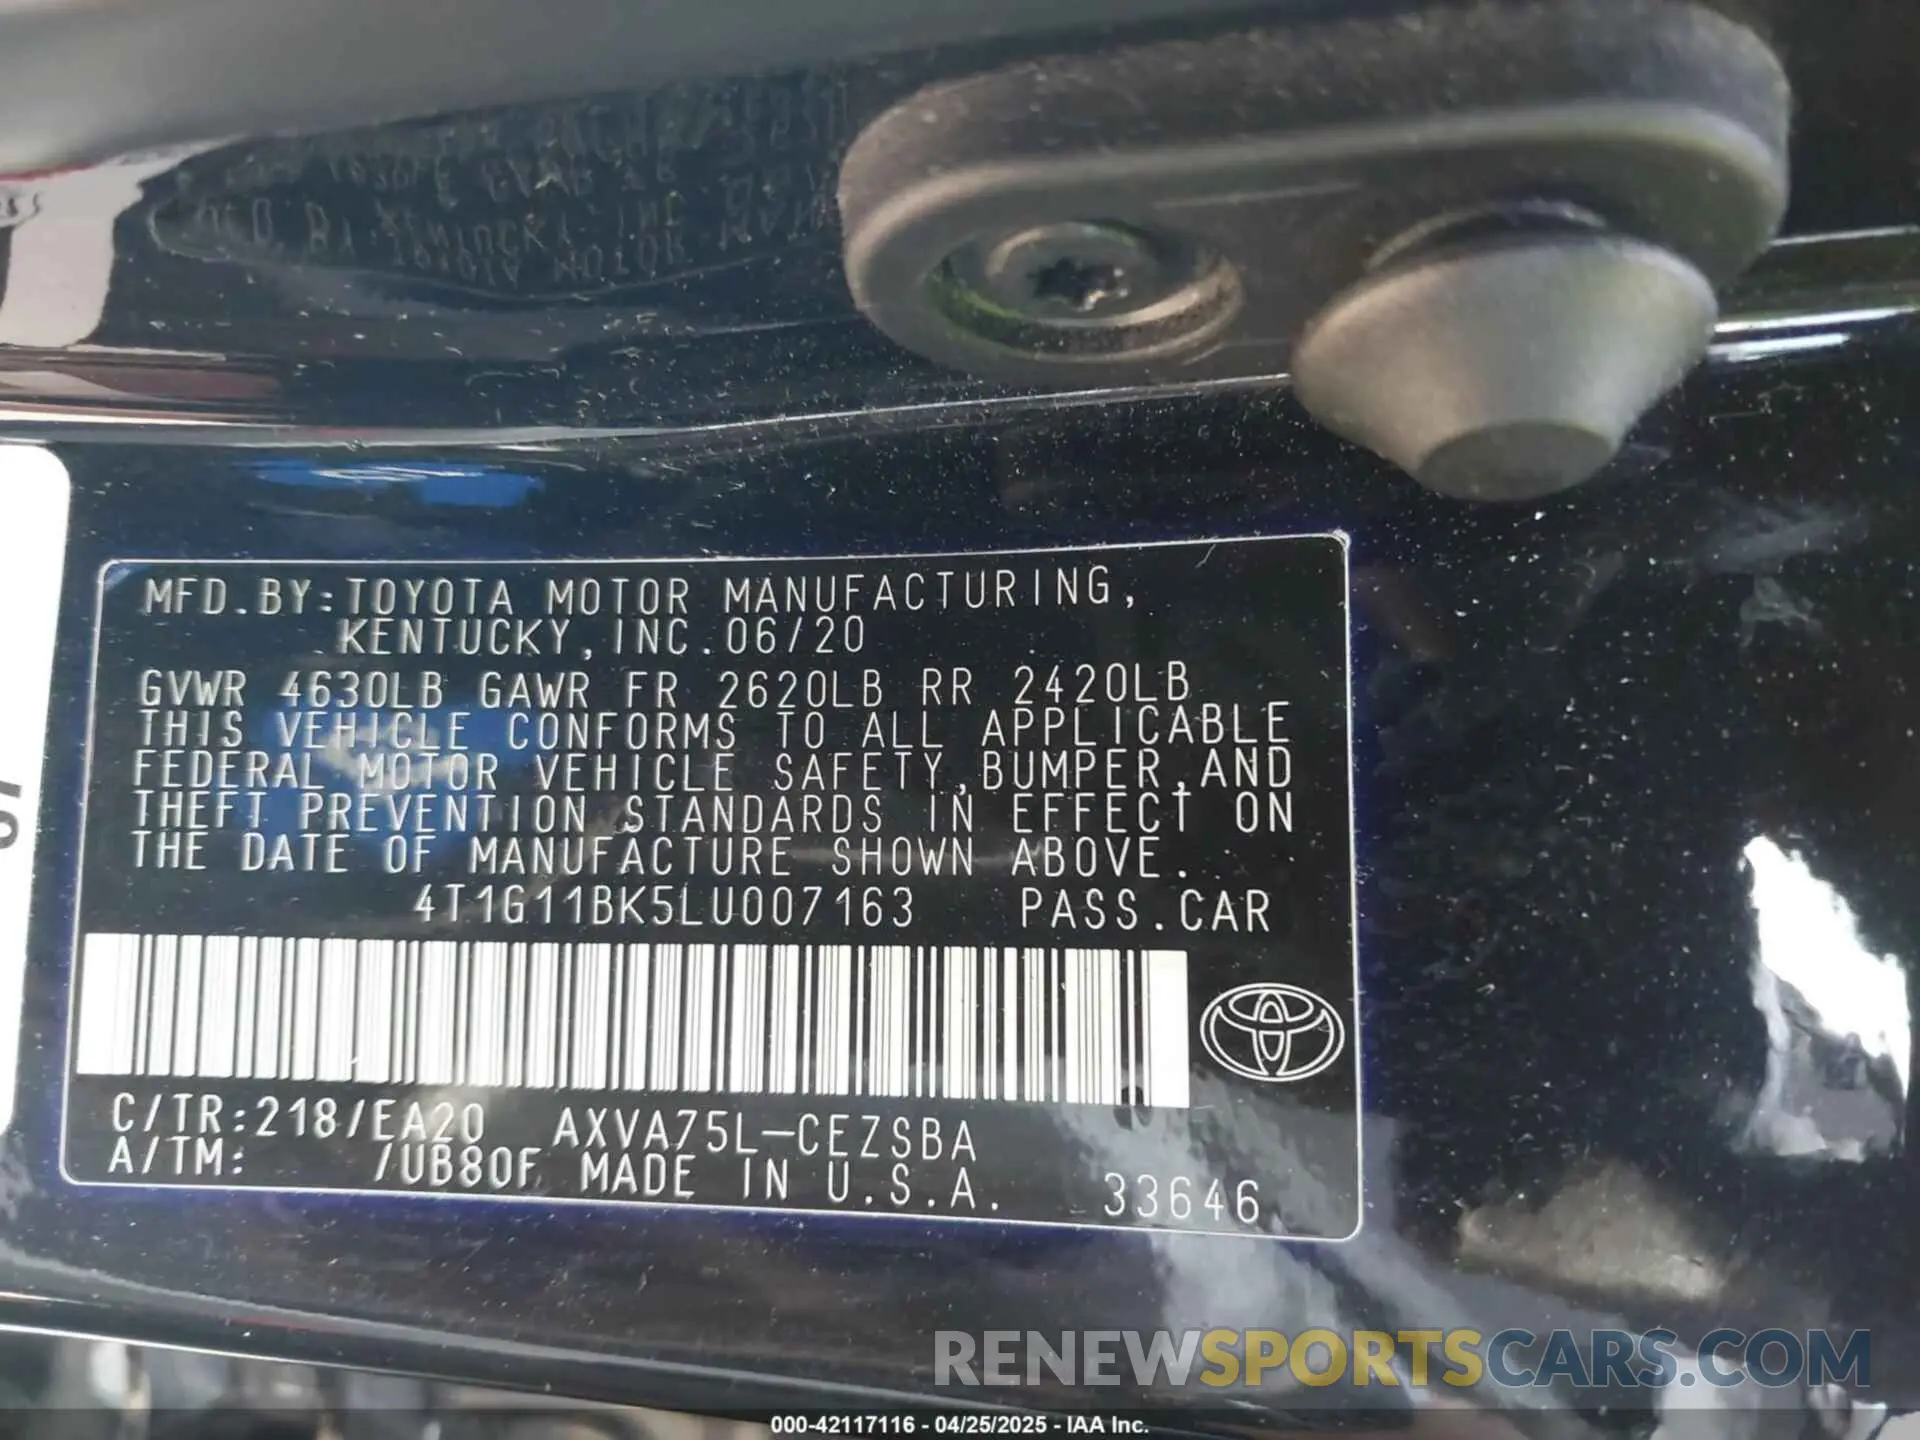 MFD.BY:TOYOTA MOTOR MANUFACTURING,
KENTUCKY,INC.06/20
GVWR 4630LB GAWR FR 2620LB RR 2420LB
THIS VEHICLE CONFORMS TO ALL APPLICABLE
FEDERAL MOTOR VEHICLE SAFETY,BUMPER,AND
THEFT PREVENTION STANDARDS IN EFFECT ON
THE DATE OF MANUFACTURE SHOWN ABOVE.
4T1G11BK5LU007163 PASS.CAR
C/TR:218/EA20 AXVA75L-CEZSBA
A/TM: /UB80F MADE IN U.S.A. 33646
RENEWSPORTSCARS.COM
000-42117116 - 04/25/2025 - IAA Inc.